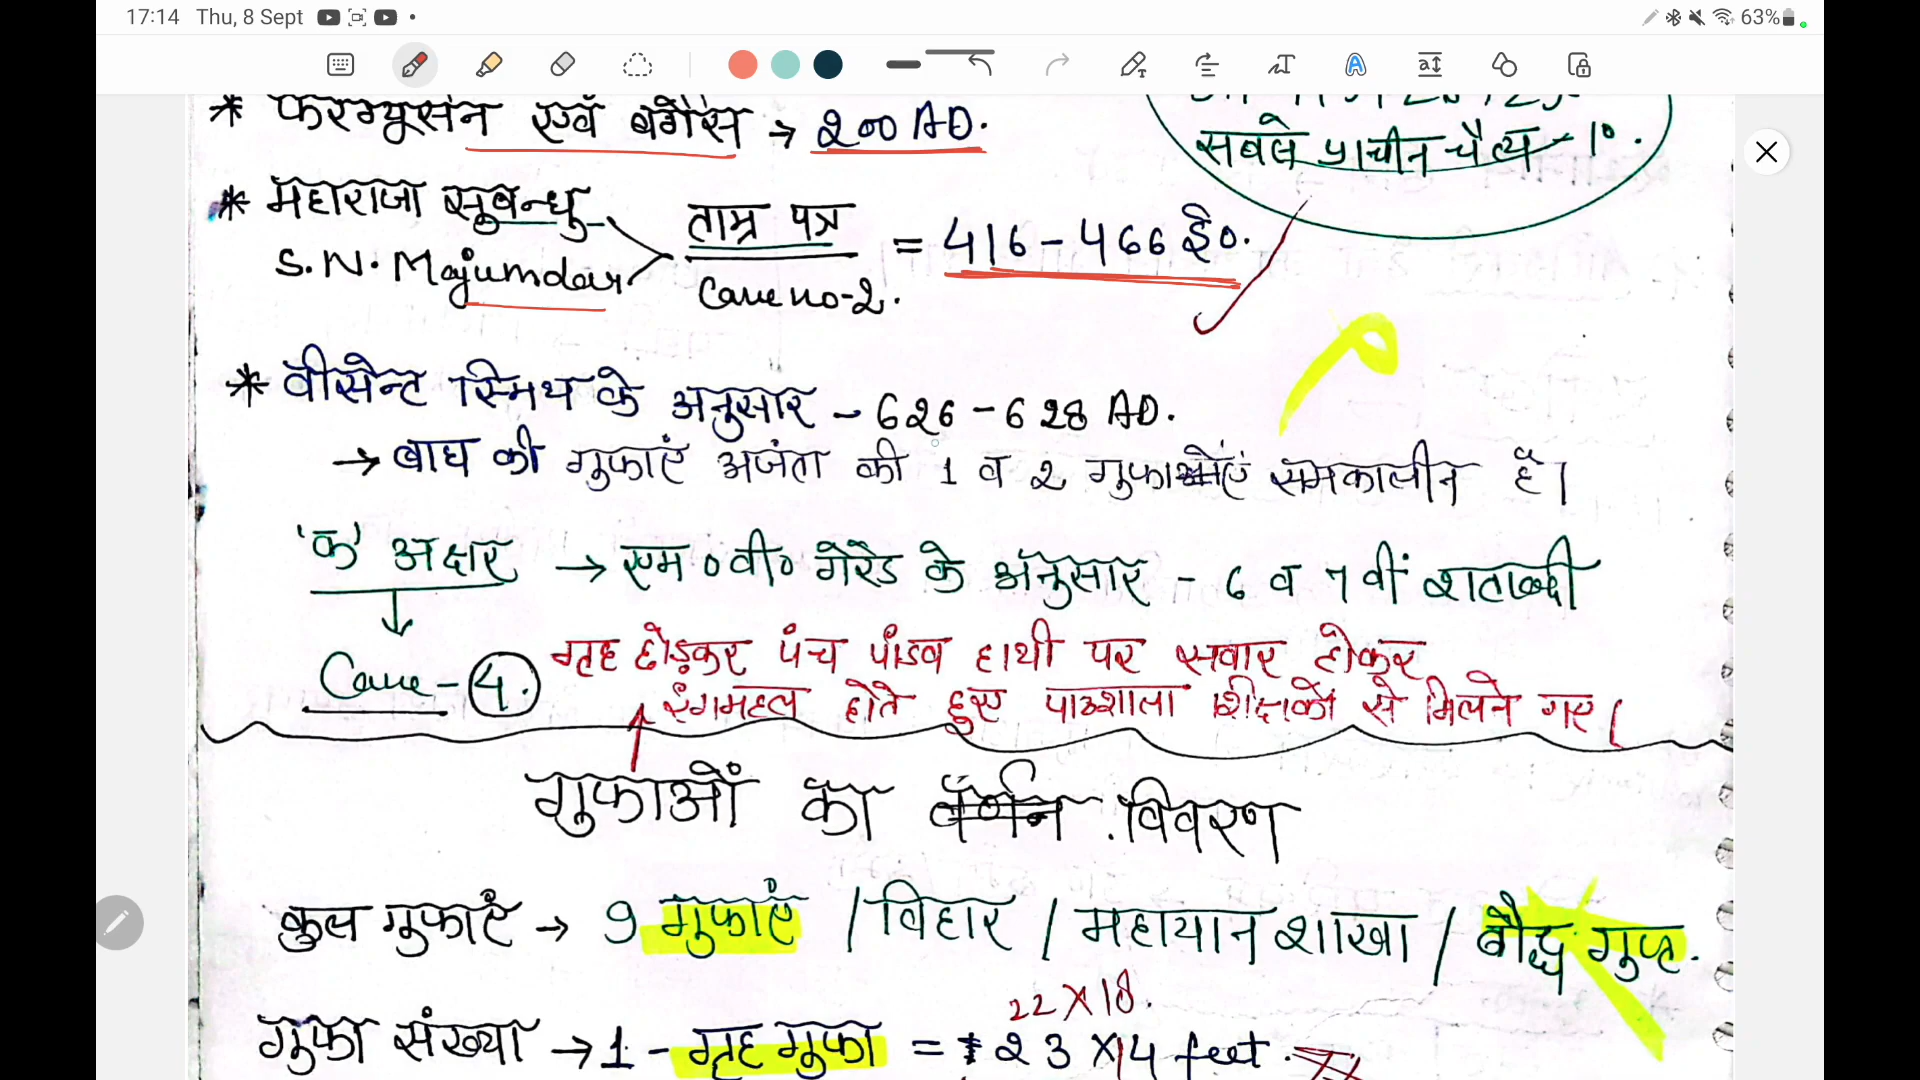 17:14 Thu, 8 Sept 63%
* फरग्यूसन एवं बर्गेस → 200 AD.
सबसे प्राचीन चैत्य - 10.
* महाराजा सुबन्धु
S.N. Majumdar
ताम्र पत्र
Cave no-2.
= 416 - 466 ई०.
* वीसेन्ट स्मिथ के अनुसार - 626 - 628 AD.
→ बाघ की गुफाएं अजंता की 1 व 2 गुफाएं समकालीन है।
'क' अक्षर → एम०वी० गेरैड के अनुसार - 6 व 7 वीं शताब्दी
Cave - 4.
गृह छोड़कर पंच पांडव हाथी पर सवार होकर
रंगमहल होते हुए पाठशाला शिक्षको से मिलने गए।
गुफाओं का वर्णन विवरण
कुल गुफाएं → 9 गुफाएं / विहार / महायान शाखा / बौद्ध गुफा.
22 X 18.
गुफा संख्या → 1 - गृह गुफा = 23 X 14 feet.